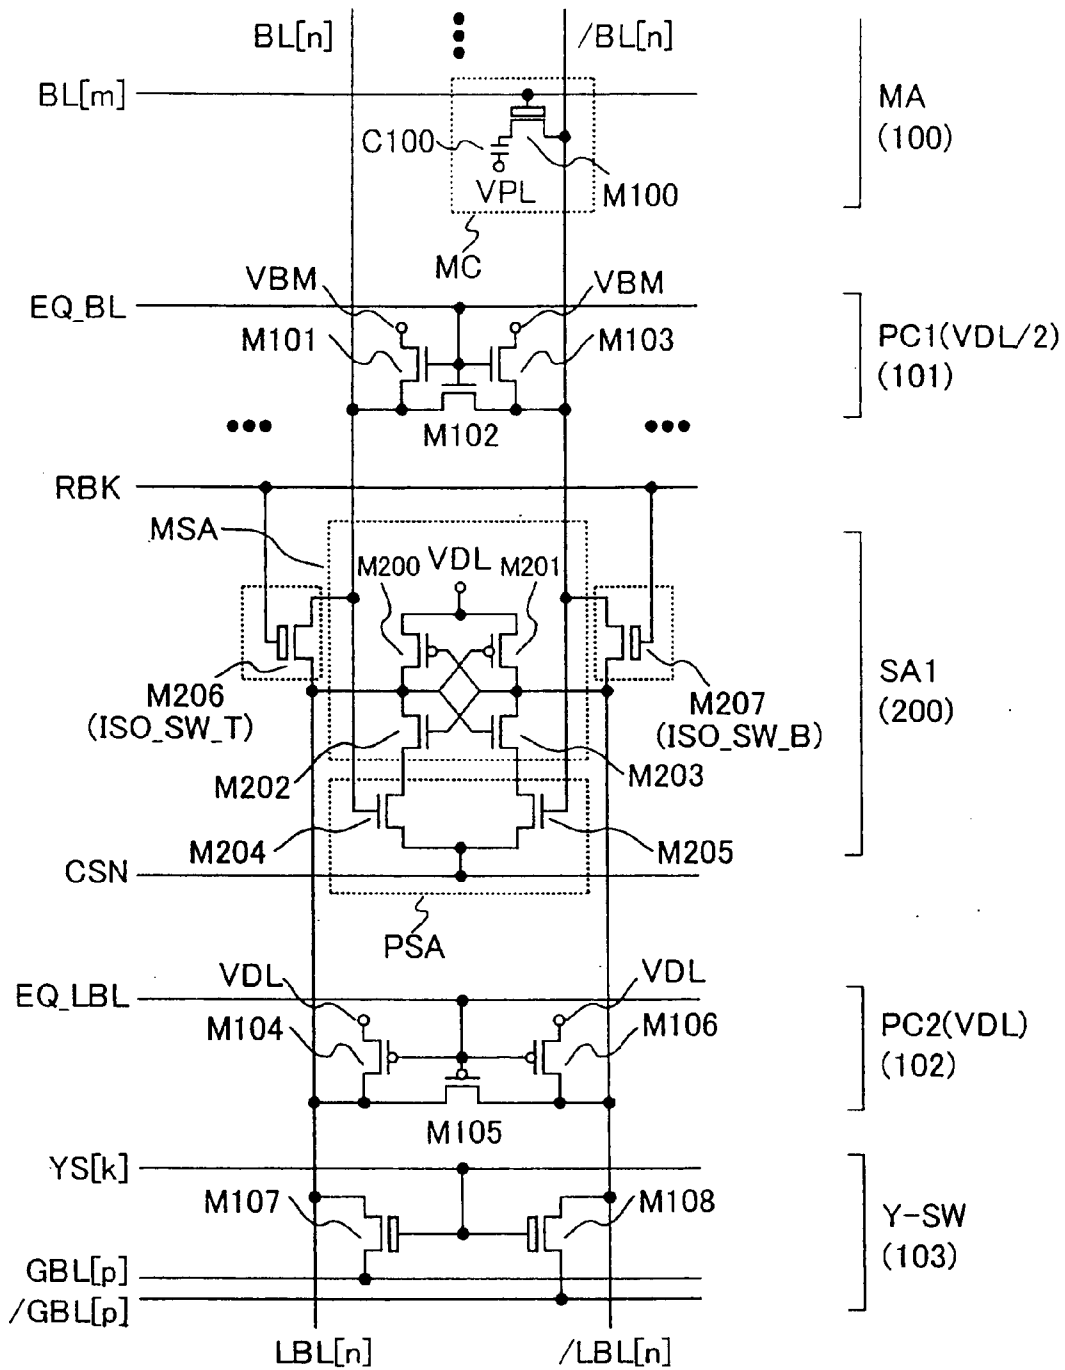 BL[n]
/BL[n]
BL[m]
MA
(100)
C100
VPL
M100
MC
VBM
VBM
EQ_BL
M101
M103
PC1(VDL/2)
(101)
M102
RBK
MSA
M200
VDL
M201
M206
(ISO_SW_T)
M207
(ISO_SW_B)
SA1
(200)
M202
M203
M204
M205
CSN
PSA
VDL
VDL
EQ_LBL
M104
M106
PC2(VDL)
(102)
M105
YS[k]
M107
M108
Y-SW
(103)
GBL[p]
/GBL[p]
LBL[n]
/LBL[n]